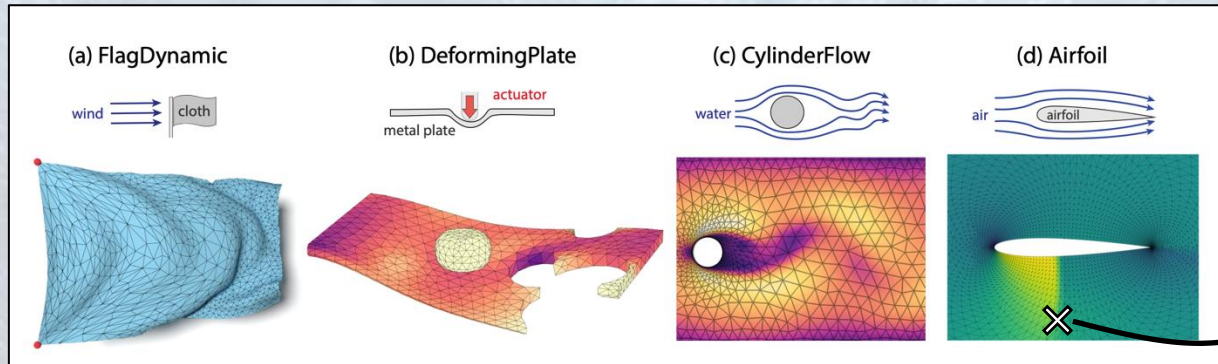 (a) FlagDynamic
(b) DeformingPlate
(c) CylinderFlow
(d) Airfoil
wind
cloth
actuator
metal plate
water
air
airfoil